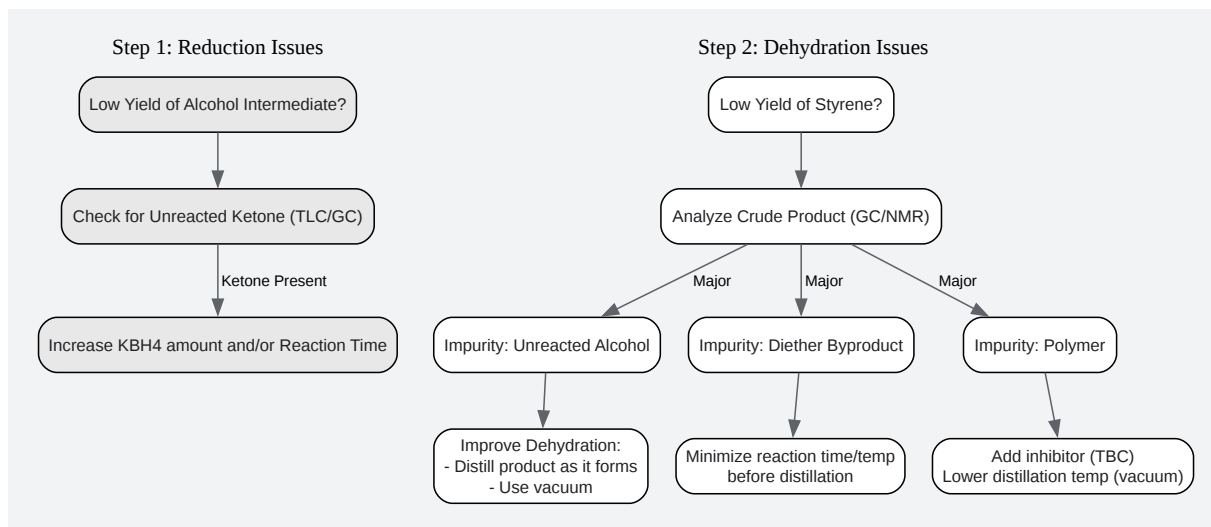 Step 1: Reduction Issues
Low Yield of Alcohol Intermediate?
Check for Unreacted Ketone (TLC/GC)
Ketone Present
Increase KBH4 amount and/or Reaction Time
Step 2: Dehydration Issues
Low Yield of Styrene?
Analyze Crude Product (GC/NMR)
Major
Major
Major
Impurity: Unreacted Alcohol
Impurity: Diether Byproduct
Impurity: Polymer
Improve Dehydration:
- Distill product as it forms
- Use vacuum
Minimize reaction time/temp
before distillation
Add inhibitor (TBC)
Lower distillation temp (vacuum)